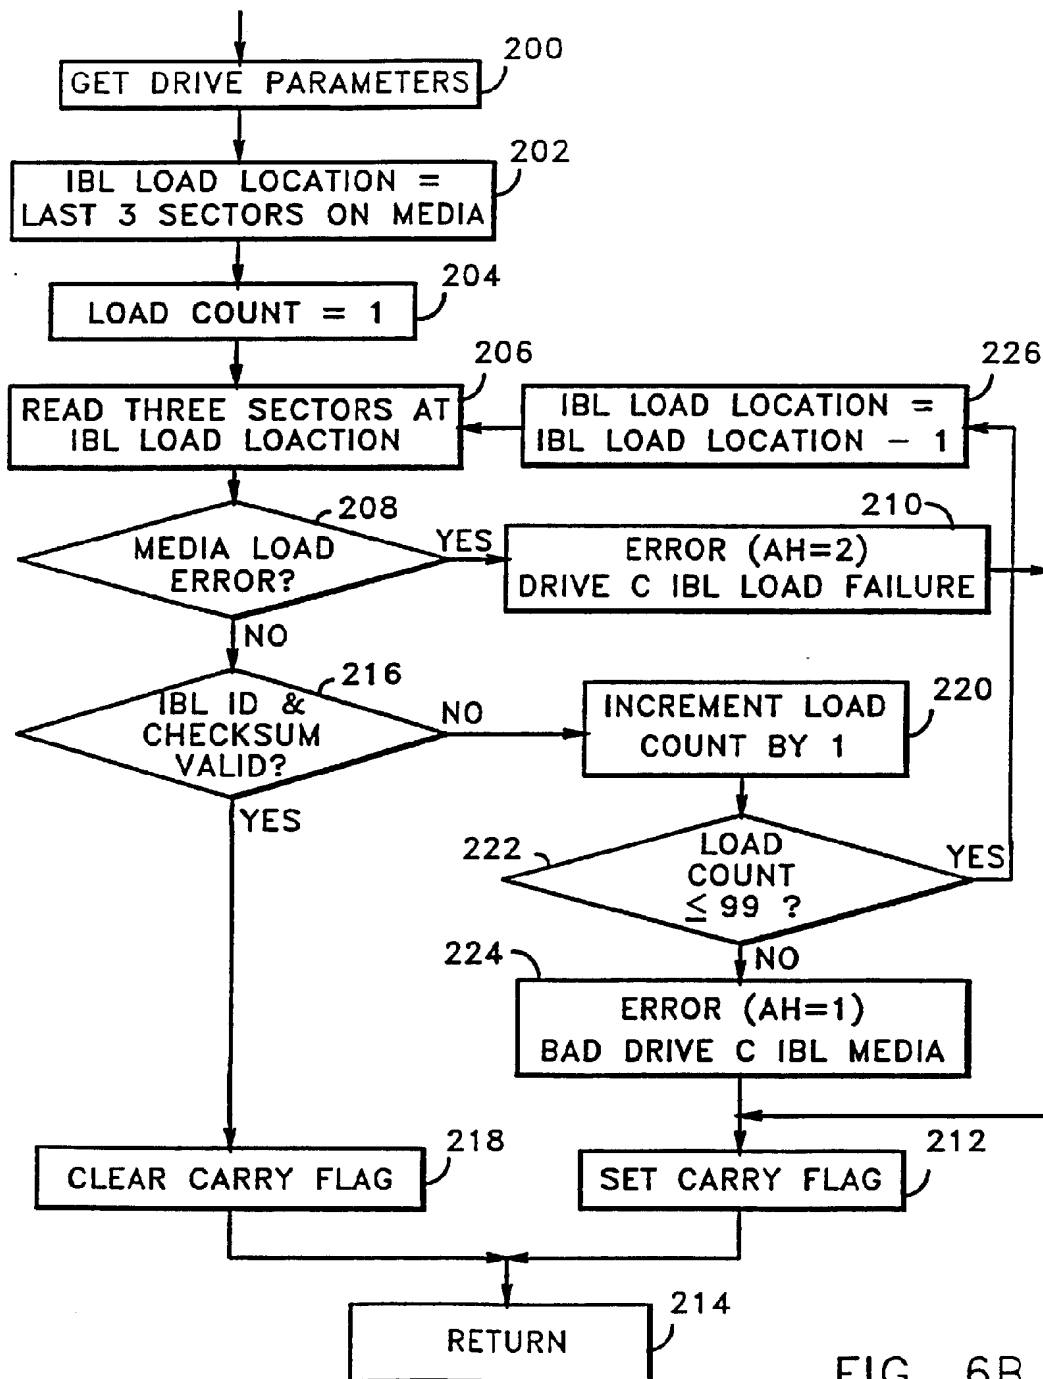 200
GET DRIVE PARAMETERS
202
IBL LOAD LOCATION =
LAST 3 SECTORS ON MEDIA
204
LOAD COUNT = 1
206
READ THREE SECTORS AT
IBL LOAD LOACTION
226
IBL LOAD LOCATION =
IBL LOAD LOCATION - 1
208
MEDIA LOAD
ERROR?
YES
NO
210
ERROR (AH=2)
DRIVE C IBL LOAD FAILURE
216
IBL ID &
CHECKSUM
VALID?
NO
YES
220
INCREMENT LOAD
COUNT BY 1
222
LOAD
COUNT
≤ 99 ?
YES
NO
224
ERROR (AH=1)
BAD DRIVE C IBL MEDIA
218
CLEAR CARRY FLAG
212
SET CARRY FLAG
214
RETURN
FIG. 6B